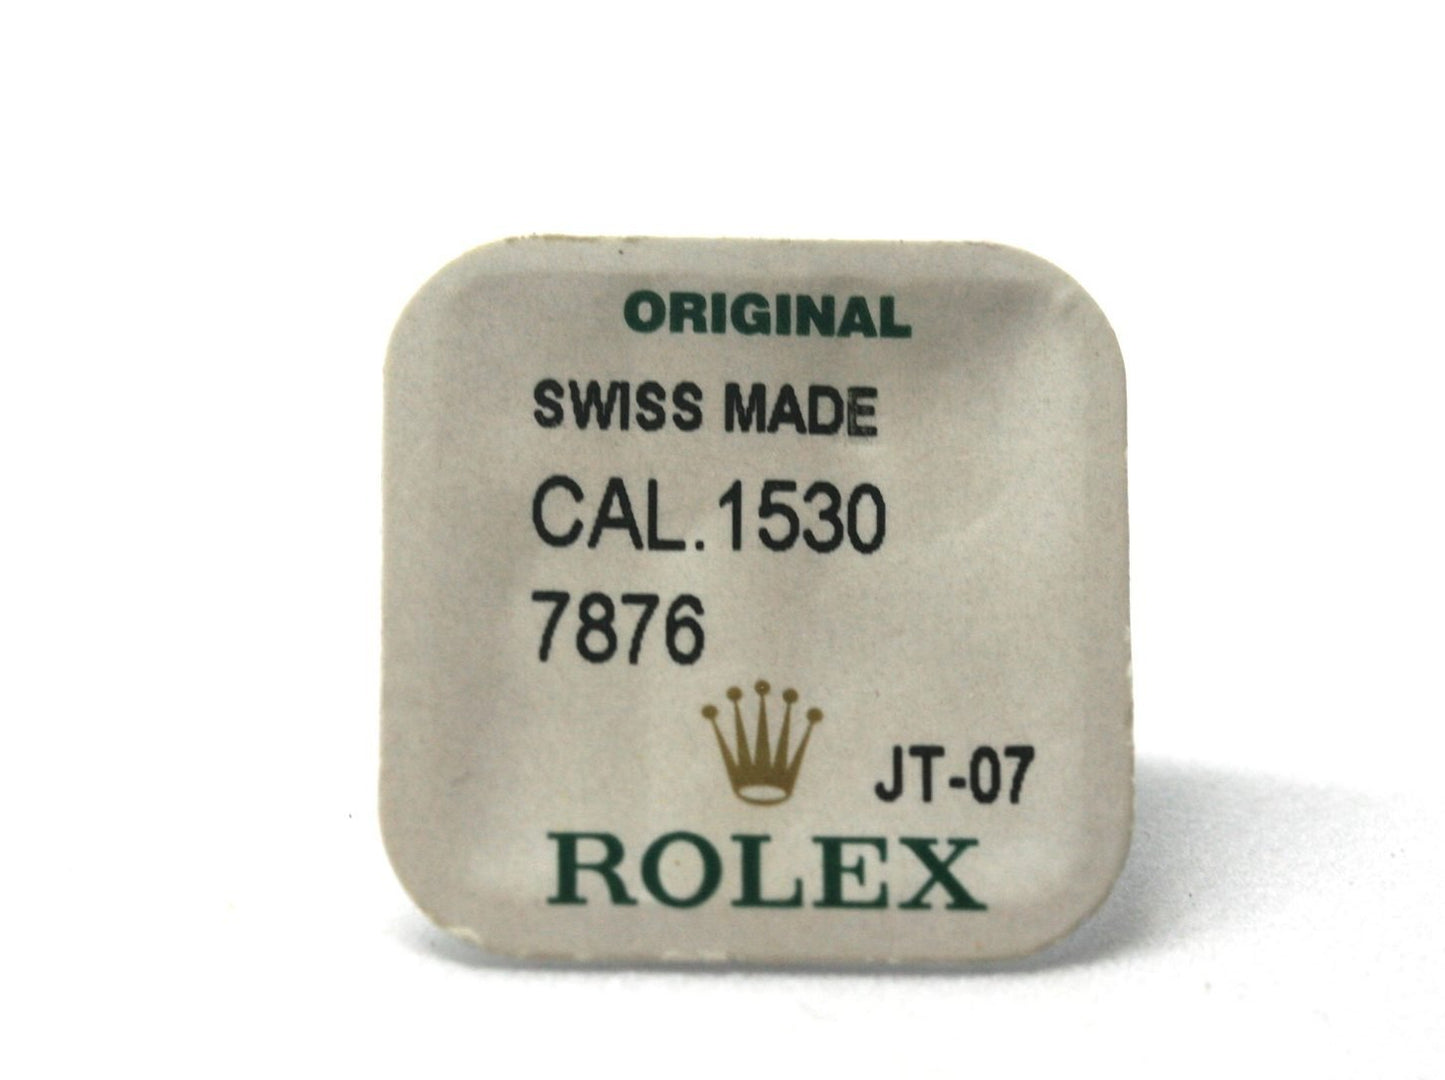 ORIGINAL
SWISS MADE
CAL.1530
7876
JT-07
ROLEX